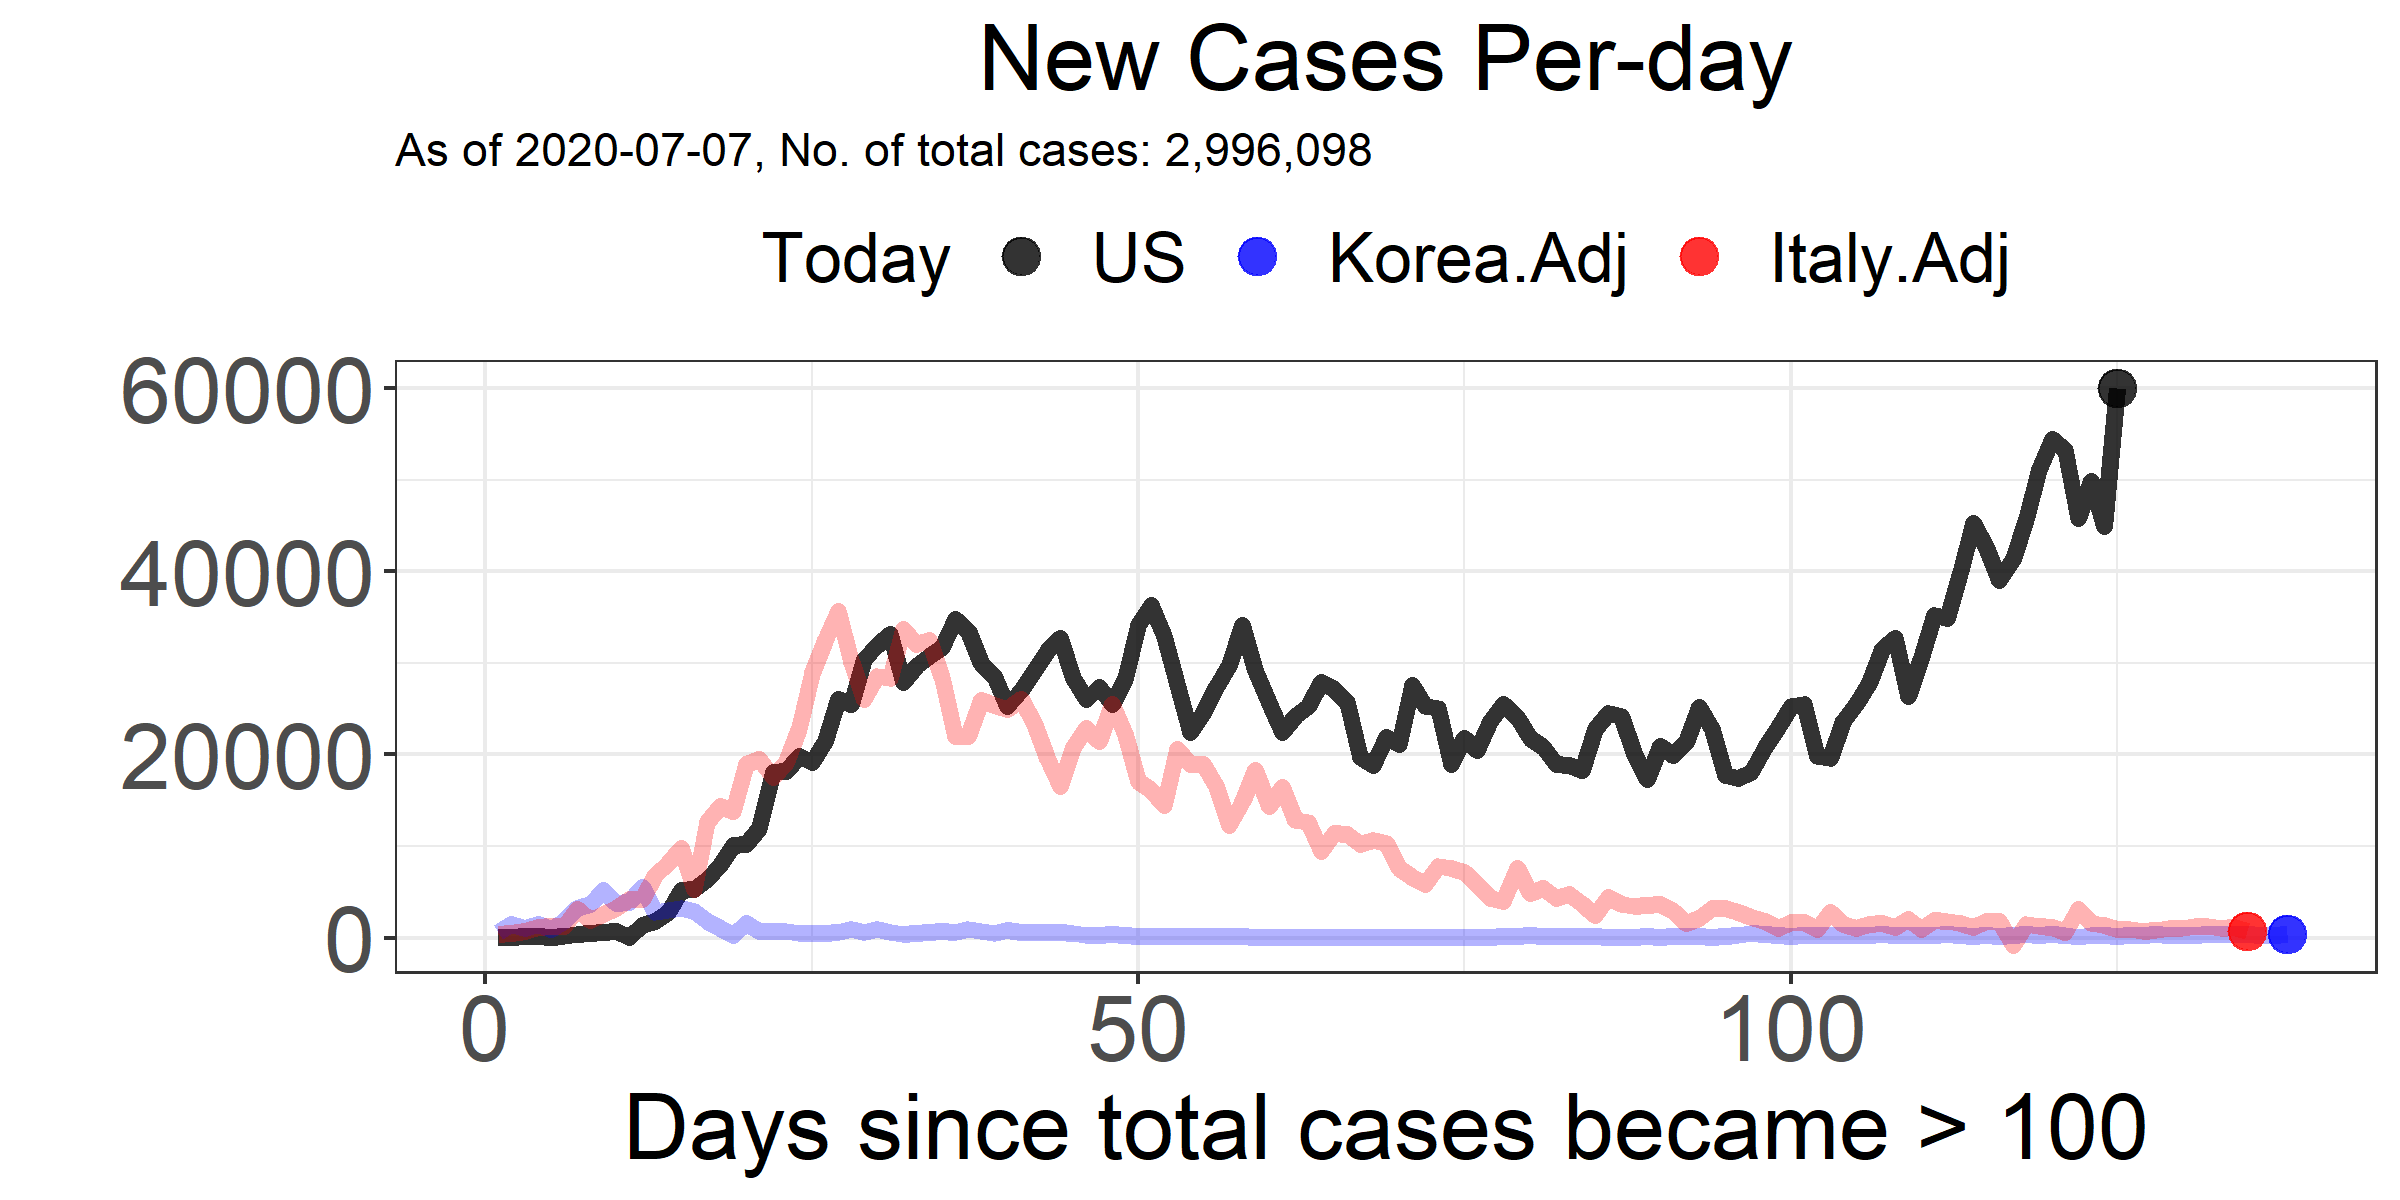 New Cases Per-day
As of 2020-07-07, No. of total cases: 2,996,098
Today US Korea.Adj Italy.Adj
60000
40000
20000
0
0 50 100
Days since total cases became > 100